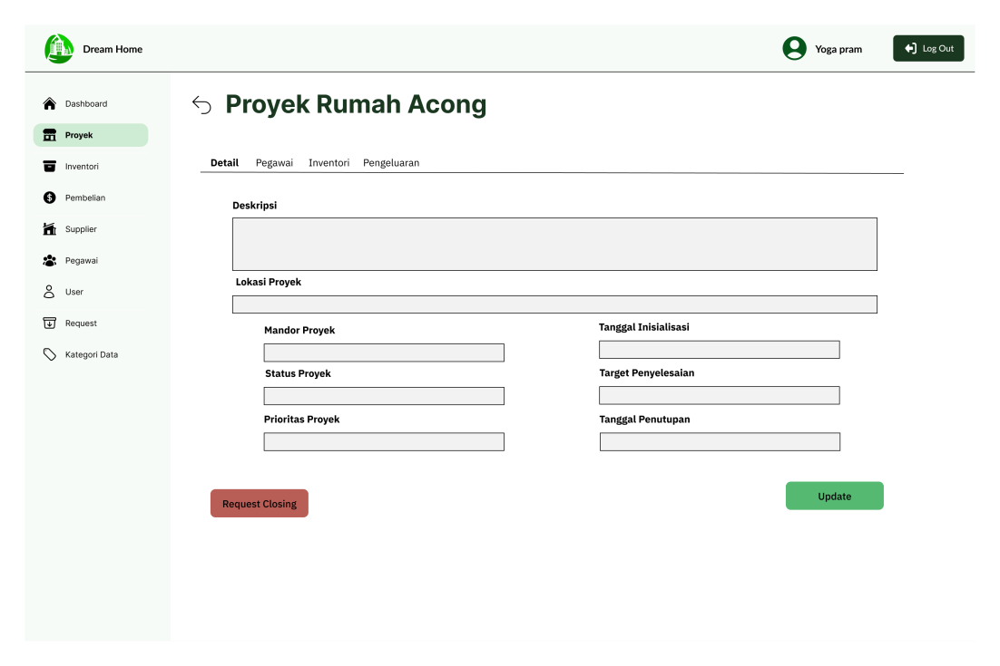 Dream Home
Yoga pram
Log Out
Dashboard
Proyek
Inventori
Pembelian
Supplier
Pegawai
User
Request
Kategori Data
Proyek Rumah Acong
Detail Pegawai Inventori Pengeluaran
Deskripsi
Lokasi Proyek
Mandor Proyek
Tanggal Inisialisasi
Status Proyek
Target Penyelesaian
Prioritas Proyek
Tanggal Penutupan
Request Closing
Update